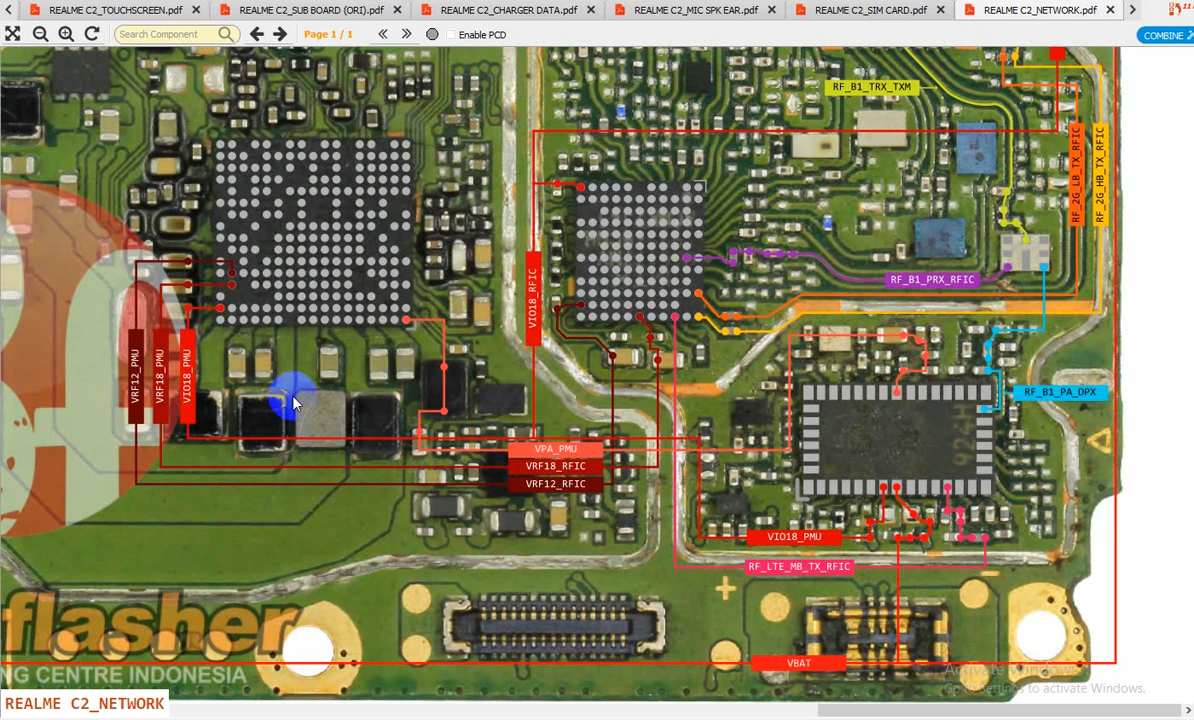 REALME C2_TOUCHSCREEN.pdf
REALME C2_SUB BOARD (ORI).pdf
REALME C2_CHARGER DATA.pdf
REALME C2_MIC SPK EAR.pdf
REALME C2_SIM CARD.pdf
REALME C2_NETWORK.pdf
Search Component
Page 1 / 1
Enable PCD
COMBINE
RF_B1_TRX_TXM
RF_2G_LB_TX_RFIC
RF_2G_HB_TX_RFIC
VIO18_RFIC
RF_B1_PRX_RFIC
VRF12_PMU
VRF18_PMU
VIO18_PMU
RF_B1_PA_DPX
VPA_PMU
VRF18_RFIC
VRF12_RFIC
VIO18_PMU
RF_LTE_MB_TX_RFIC
flasher
NG CENTRE INDONESIA
VBAT
Activate Windows
Go to Settings to activate Windows.
REALME C2_NETWORK